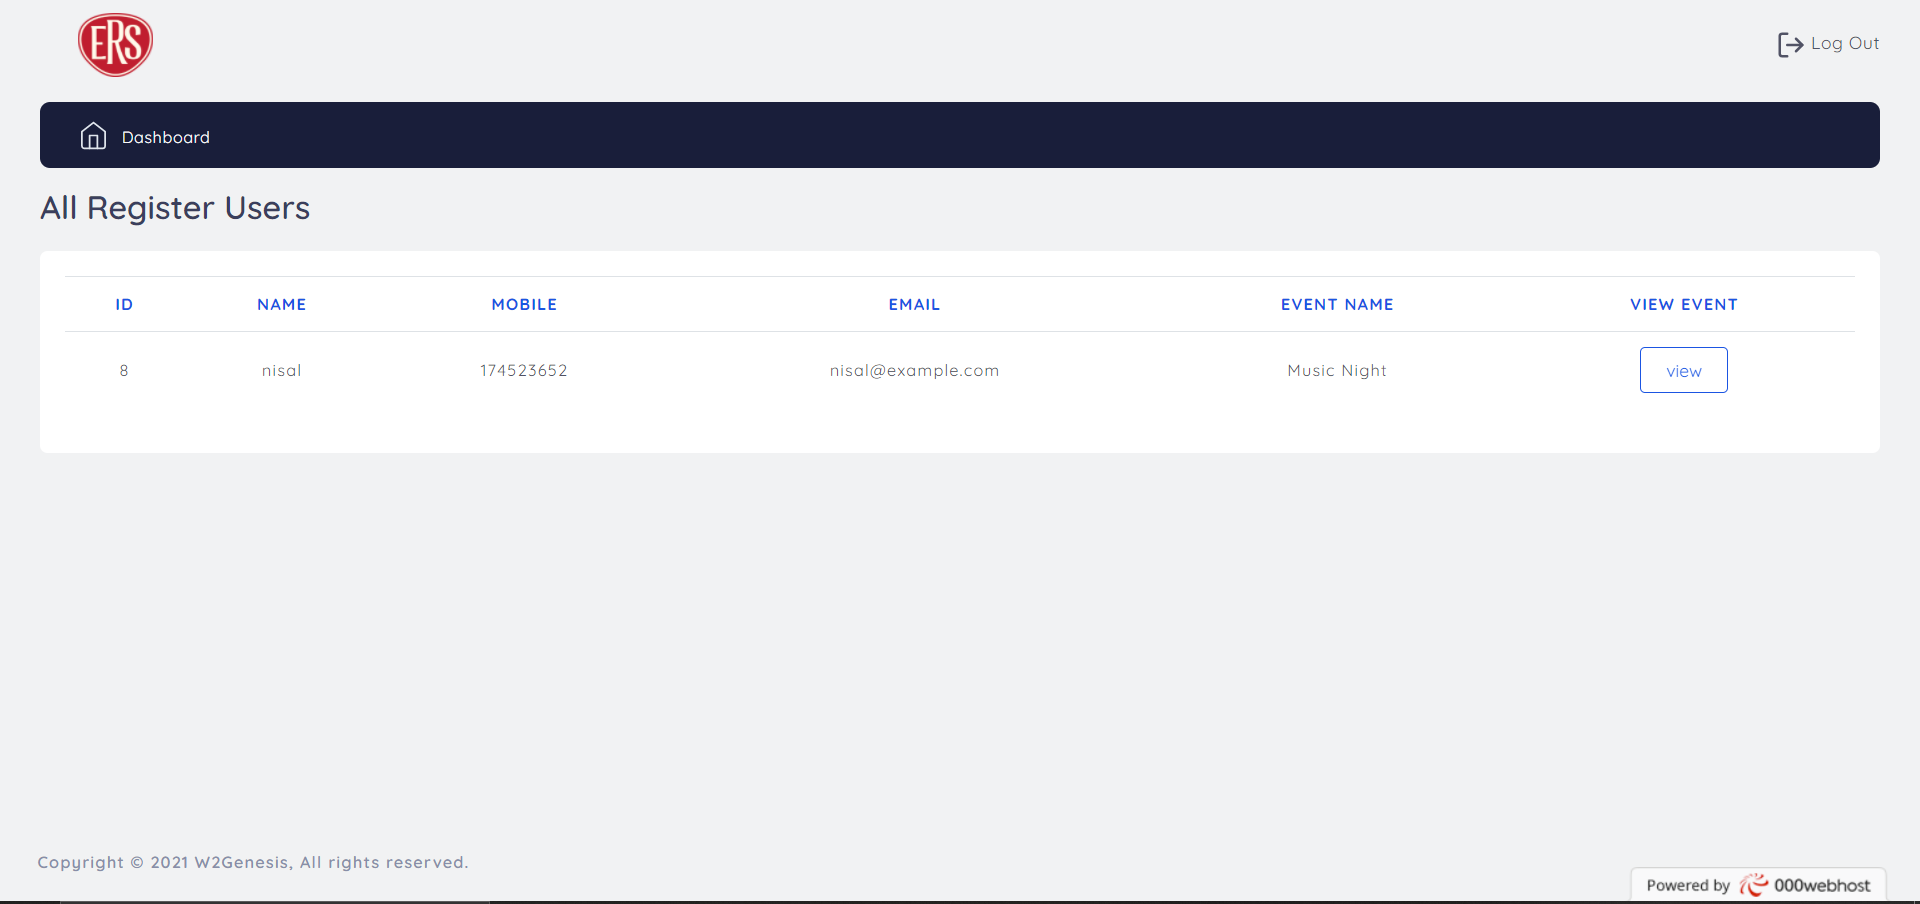 ERS
Log Out
Dashboard
All Register Users
ID NAME MOBILE EMAIL EVENT NAME VIEW EVENT
8 nisal 174523652 nisal@example.com Music Night view
Copyright © 2021 W2Genesis, All rights reserved.
Powered by 000webhost